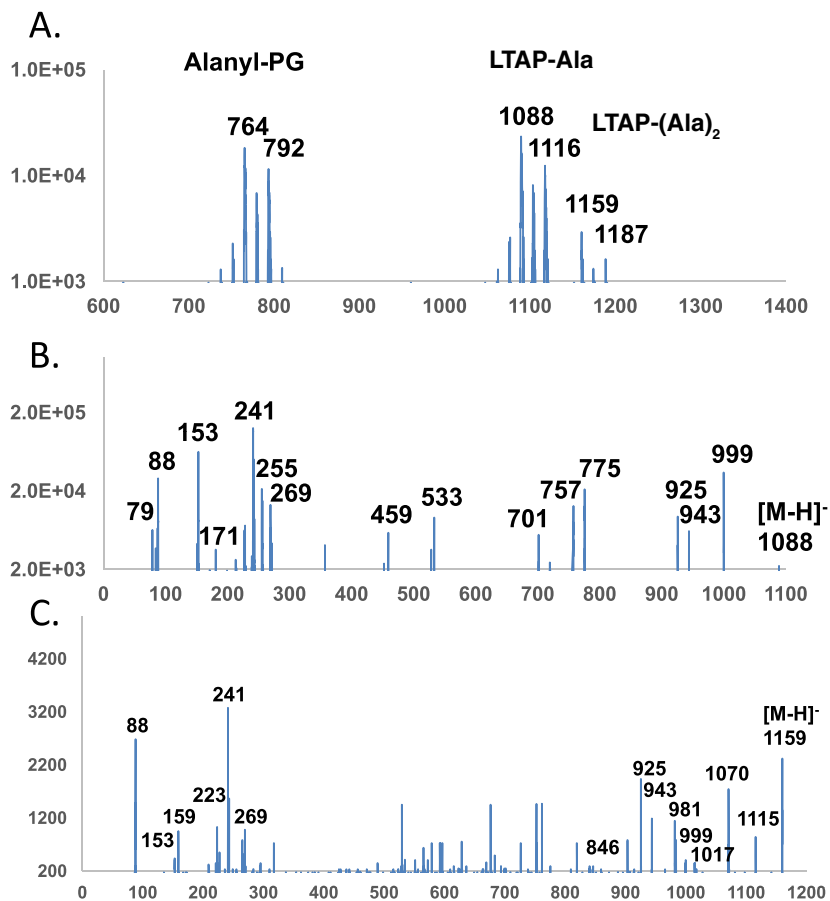 A.
Alanyl-PG
LTAP-Ala
LTAP-(Ala)₂
1.0E+05
1.0E+04
1.0E+03
764
792
1088
1116
1159
1187
600 700 800 900 1000 1100 1200 1300 1400
B.
2.0E+05
2.0E+04
2.0E+03
79
88
153
171
241
255
269
459
533
701
757
775
925
943
999
[M-H]⁻
1088
0 100 200 300 400 500 600 700 800 900 1000 1100
C.
4200
3200
2200
1200
200
88
153
159
223
241
269
846
925
943
981
999
1017
1070
1115
[M-H]⁻
1159
0 100 200 300 400 500 600 700 800 900 1000 1100 1200